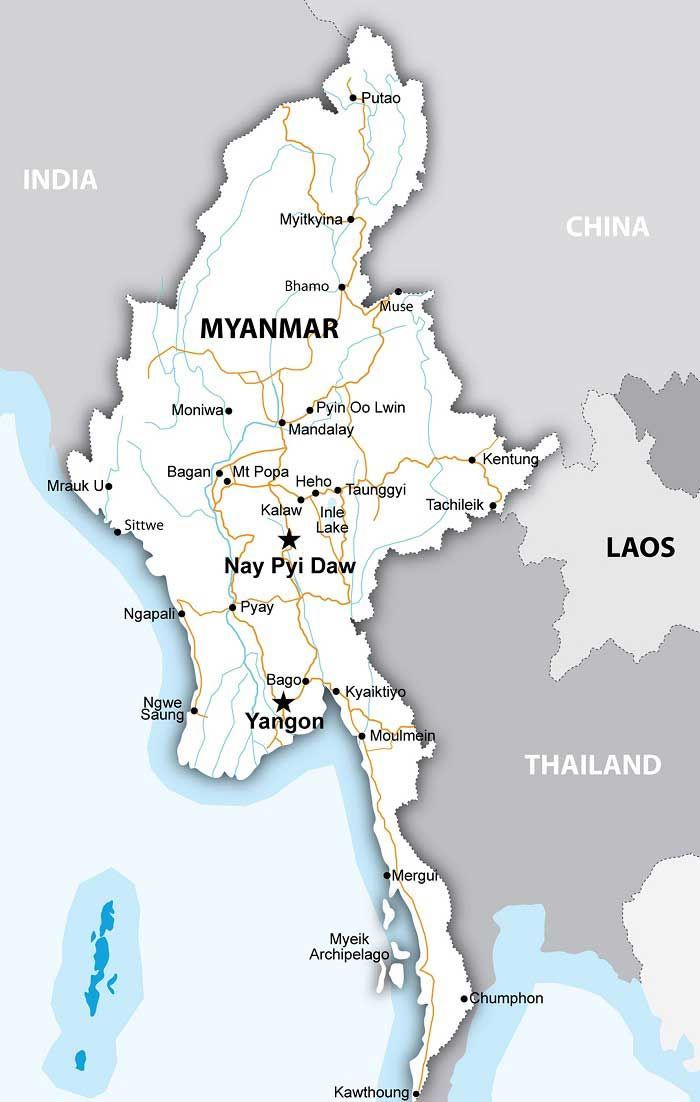 Putao
INDIA
Myitkyina
CHINA
Bhamo
Muse
MYANMAR
Moniwa
Pyin Oo Lwin
Mandalay
Kentung
Bagan
Mt Popa
Mrauk U
Heho
Taunggyi
Kalaw
Inle
Lake
Tachileik
Sittwe
LAOS
Nay Pyi Daw
Ngapali
Pyay
Bago
Kyaiktiyo
Ngwe
Saung
Yangon
Moulmein
THAILAND
Mergui
Myeik
Archipelago
Chumphon
Kawthoung